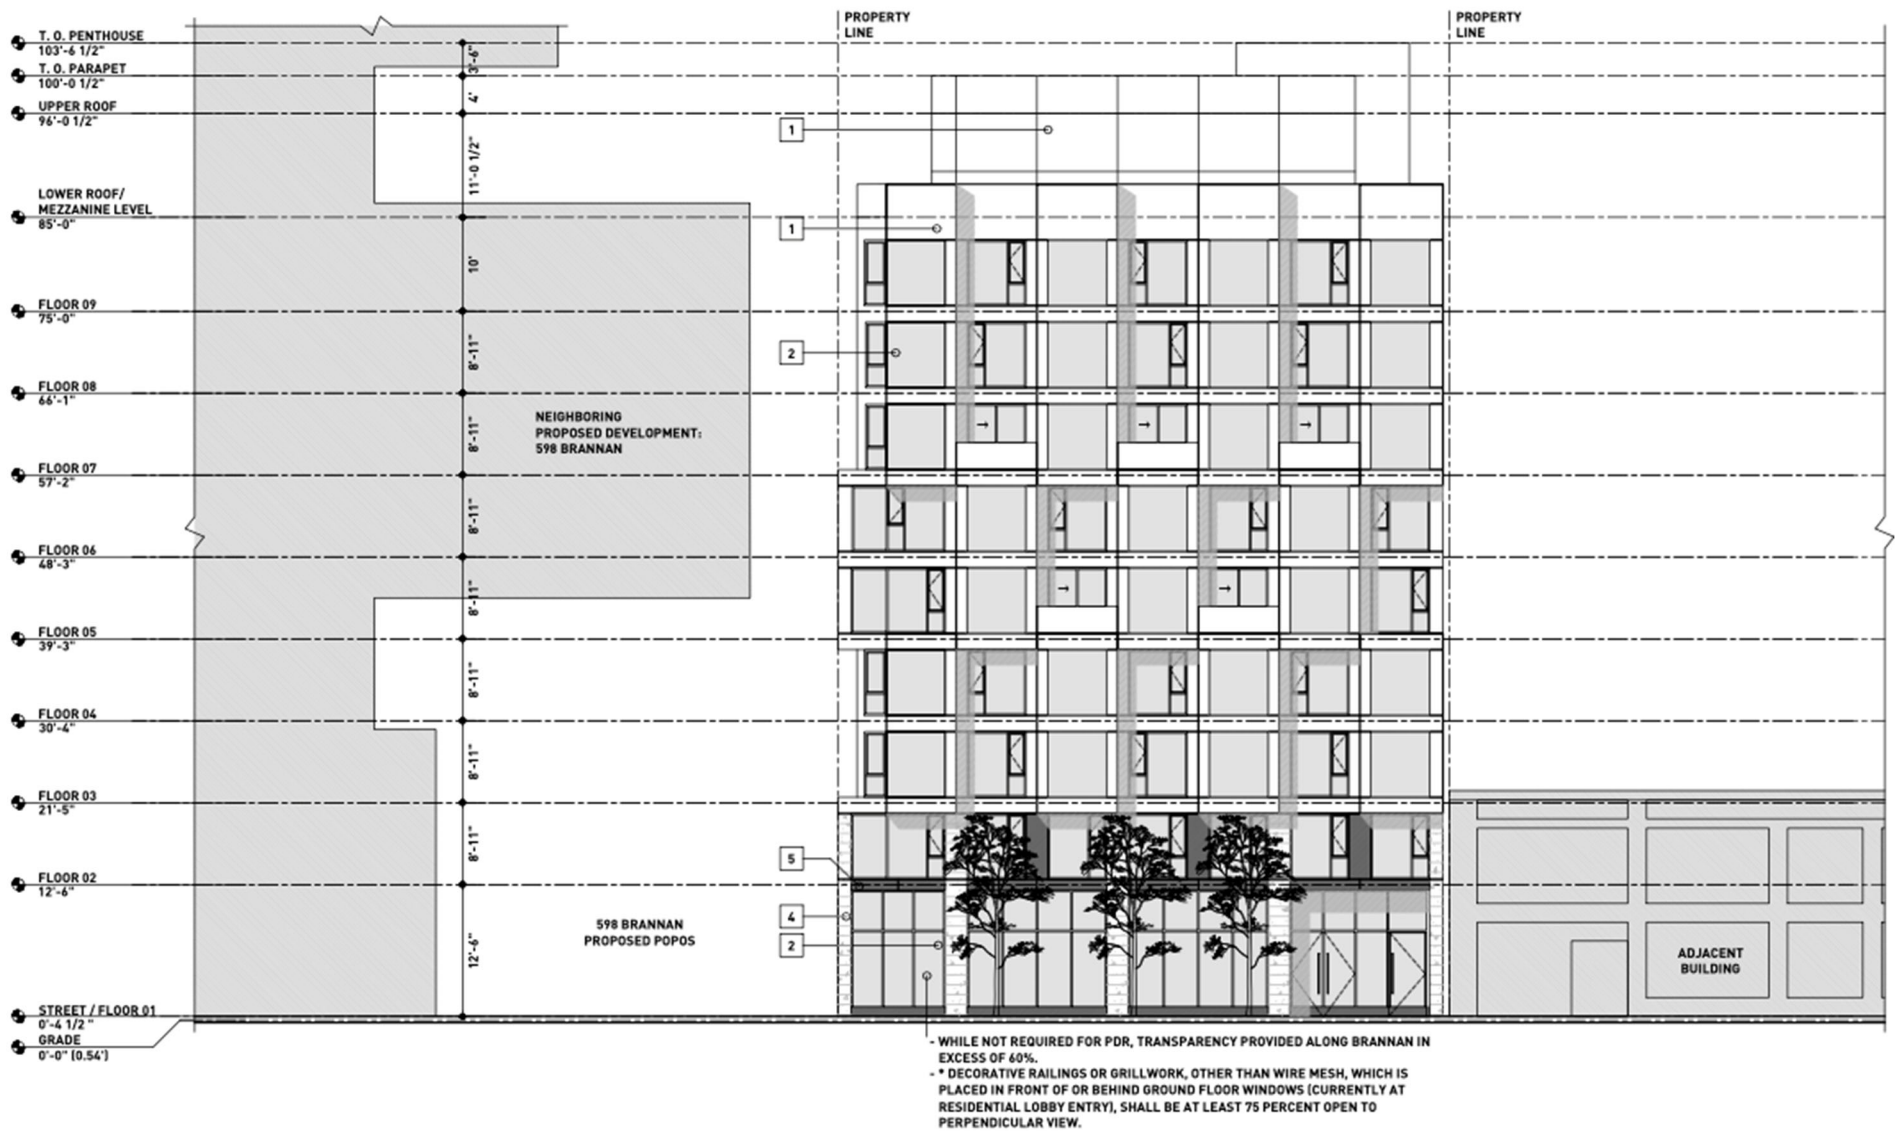 PROPERTY
LINE
PROPERTY
LINE
T. O. PENTHOUSE
103'-6 1/2"
T. O. PARAPET
100'-0 1/2"
UPPER ROOF
96'-0 1/2"
LOWER ROOF/
MEZZANINE LEVEL
85'-0"
FLOOR 09
75'-0"
FLOOR 08
66'-1"
FLOOR 07
57'-2"
FLOOR 06
48'-3"
FLOOR 05
39'-3"
FLOOR 04
30'-4"
FLOOR 03
21'-5"
FLOOR 02
12'-6"
STREET / FLOOR 01
0'-4 1/2 "
GRADE
0'-0" (0.54')
3'-6"
4'
11'-0 1/2"
10'
8'-11"
8'-11"
8'-11"
8'-11"
8'-11"
8'-11"
8'-11"
12'-6"
NEIGHBORING
PROPOSED DEVELOPMENT:
598 BRANNAN
598 BRANNAN
PROPOSED POPOS
1
1
2
5
4
2
ADJACENT
BUILDING
- WHILE NOT REQUIRED FOR PDR, TRANSPARENCY PROVIDED ALONG BRANNAN IN
EXCESS OF 60%.
- * DECORATIVE RAILINGS OR GRILLWORK, OTHER THAN WIRE MESH, WHICH IS
PLACED IN FRONT OF OR BEHIND GROUND FLOOR WINDOWS (CURRENTLY AT
RESIDENTIAL LOBBY ENTRY), SHALL BE AT LEAST 75 PERCENT OPEN TO
PERPENDICULAR VIEW.